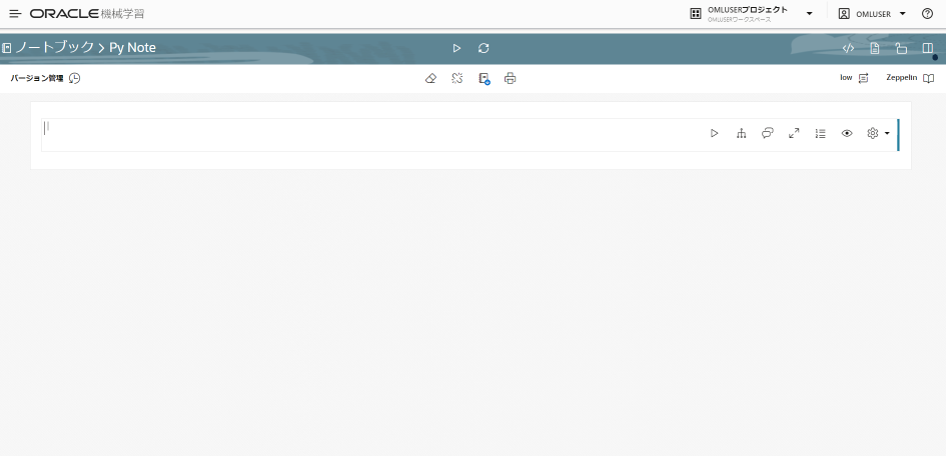 ORACLE 機械学習
OMLUSERプロジェクト
OMLUSERワークスペース
OMLUSER
ノートブック > Py Note
バージョン管理
low
Zeppelin